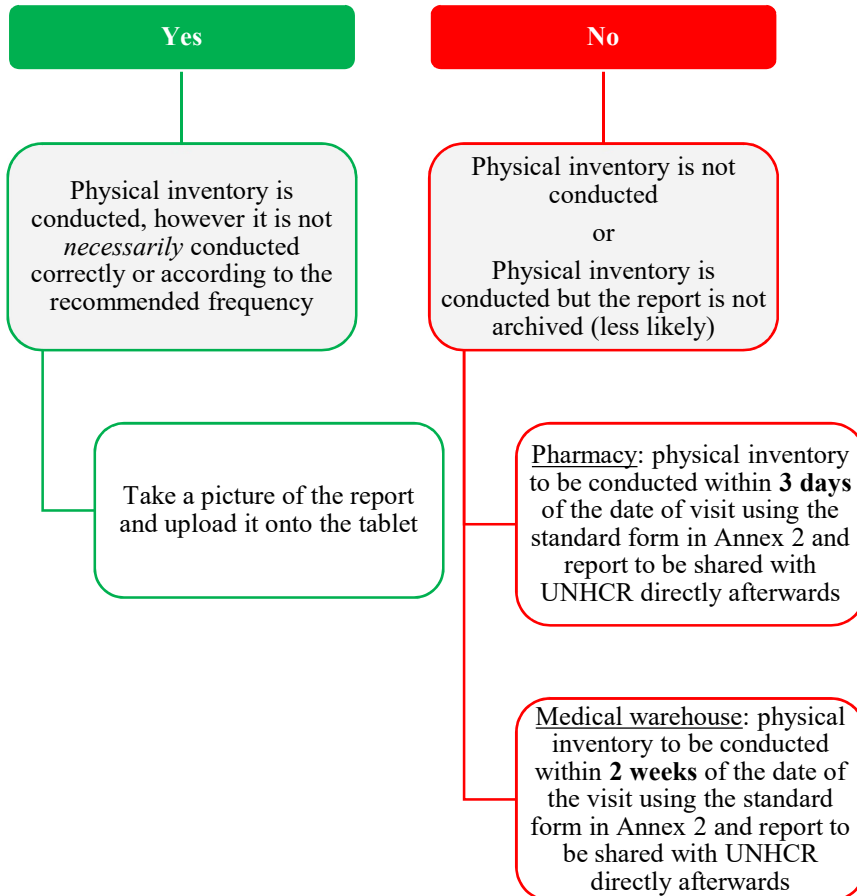 Yes
No
Physical inventory is
conducted, however it is not
necessarily conducted
correctly or according to the
recommended frequency
Physical inventory is not
conducted
or
Physical inventory is
conducted but the report is not
archived (less likely)
Take a picture of the report
and upload it onto the tablet
Pharmacy: physical inventory
to be conducted within 3 days
of the date of visit using the
standard form in Annex 2 and
report to be shared with
UNHCR directly afterwards
Medical warehouse: physical
inventory to be conducted
within 2 weeks of the date of
the visit using the standard
form in Annex 2 and report to
be shared with UNHCR
directly afterwards